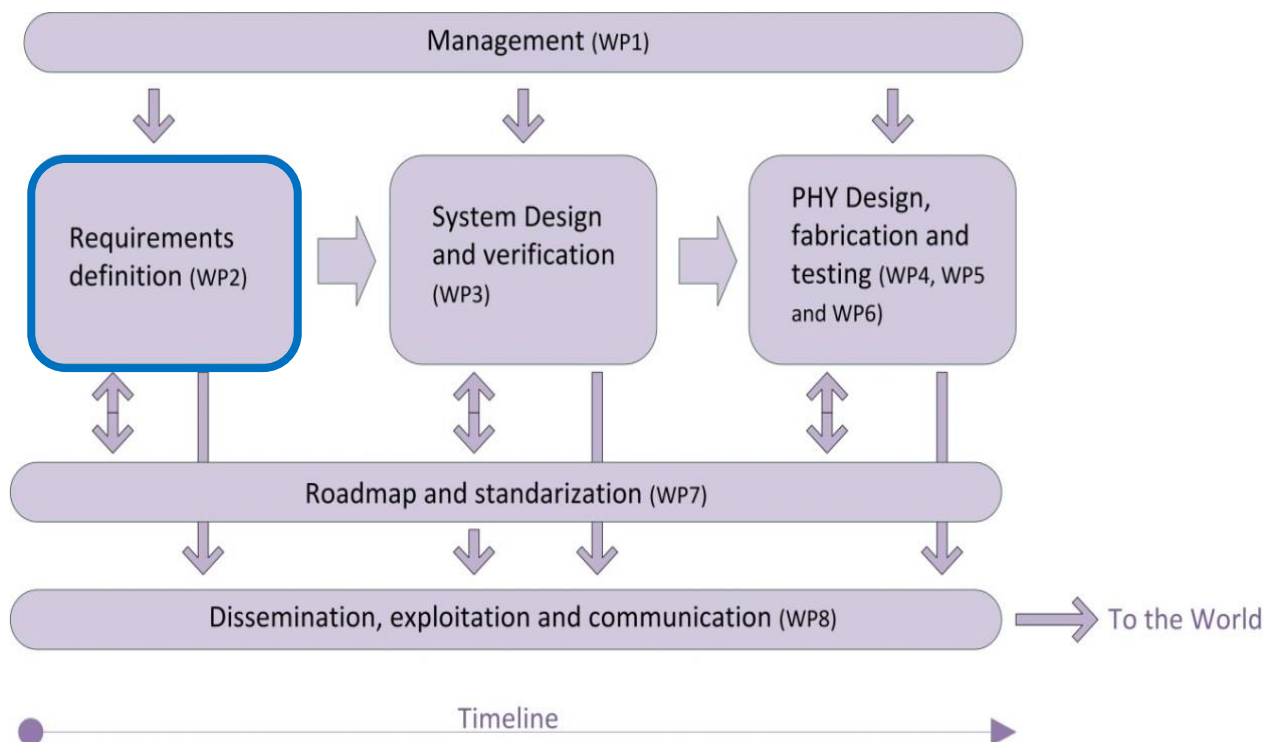 Management (WP1)
Requirements
definition (WP2)
System Design
and verification
(WP3)
PHY Design,
fabrication and
testing (WP4, WP5
and WP6)
Roadmap and standarization (WP7)
Dissemination, exploitation and communication (WP8)
To the World
Timeline